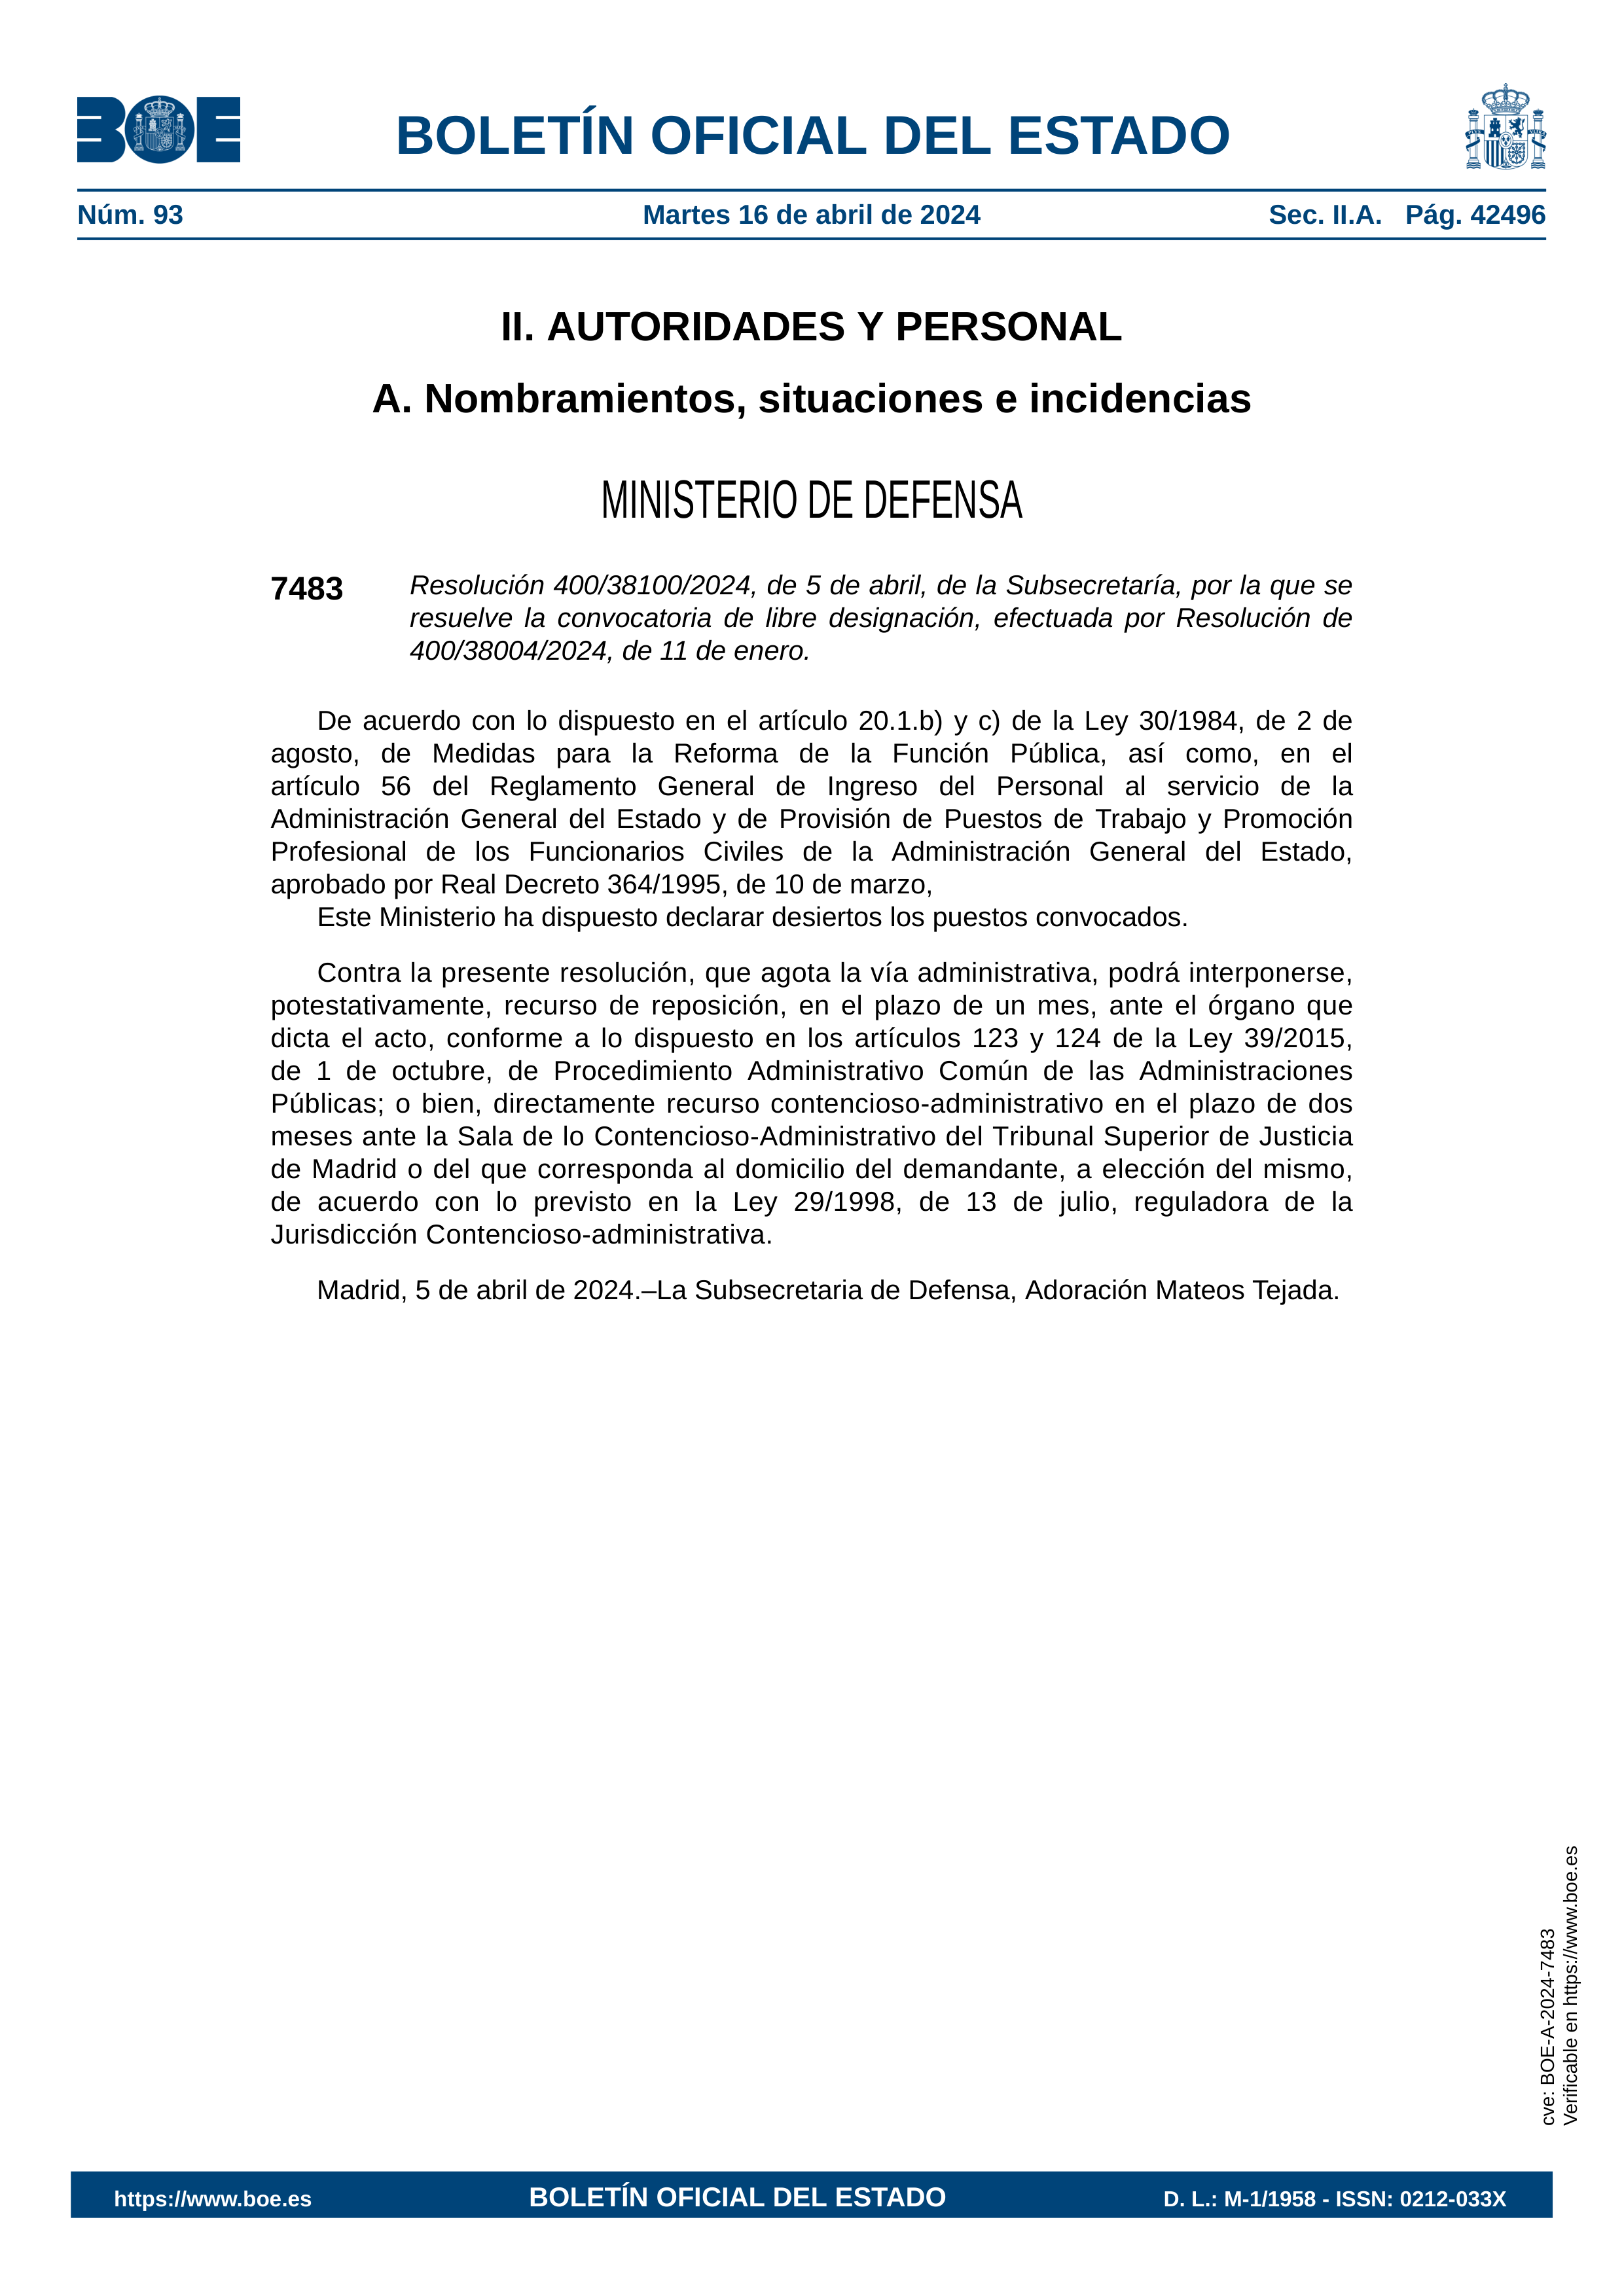 BOE
BOLETÍN OFICIAL DEL ESTADO
Núm. 93 Martes 16 de abril de 2024 Sec. II.A. Pág. 42496
II. AUTORIDADES Y PERSONAL
A. Nombramientos, situaciones e incidencias
MINISTERIO DE DEFENSA
7483 Resolución 400/38100/2024, de 5 de abril, de la Subsecretaría, por la que se
resuelve la convocatoria de libre designación, efectuada por Resolución de
400/38004/2024, de 11 de enero.
De acuerdo con lo dispuesto en el artículo 20.1.b) y c) de la Ley 30/1984, de 2 de
agosto, de Medidas para la Reforma de la Función Pública, así como, en el
artículo 56 del Reglamento General de Ingreso del Personal al servicio de la
Administración General del Estado y de Provisión de Puestos de Trabajo y Promoción
Profesional de los Funcionarios Civiles de la Administración General del Estado,
aprobado por Real Decreto 364/1995, de 10 de marzo,
Este Ministerio ha dispuesto declarar desiertos los puestos convocados.
Contra la presente resolución, que agota la vía administrativa, podrá interponerse,
potestativamente, recurso de reposición, en el plazo de un mes, ante el órgano que
dicta el acto, conforme a lo dispuesto en los artículos 123 y 124 de la Ley 39/2015,
de 1 de octubre, de Procedimiento Administrativo Común de las Administraciones
Públicas; o bien, directamente recurso contencioso-administrativo en el plazo de dos
meses ante la Sala de lo Contencioso-Administrativo del Tribunal Superior de Justicia
de Madrid o del que corresponda al domicilio del demandante, a elección del mismo,
de acuerdo con lo previsto en la Ley 29/1998, de 13 de julio, reguladora de la
Jurisdicción Contencioso-administrativa.
Madrid, 5 de abril de 2024.–La Subsecretaria de Defensa, Adoración Mateos Tejada.
cve: BOE-A-2024-7483
Verificable en https://www.boe.es
https://www.boe.es BOLETÍN OFICIAL DEL ESTADO D. L.: M-1/1958 - ISSN: 0212-033X